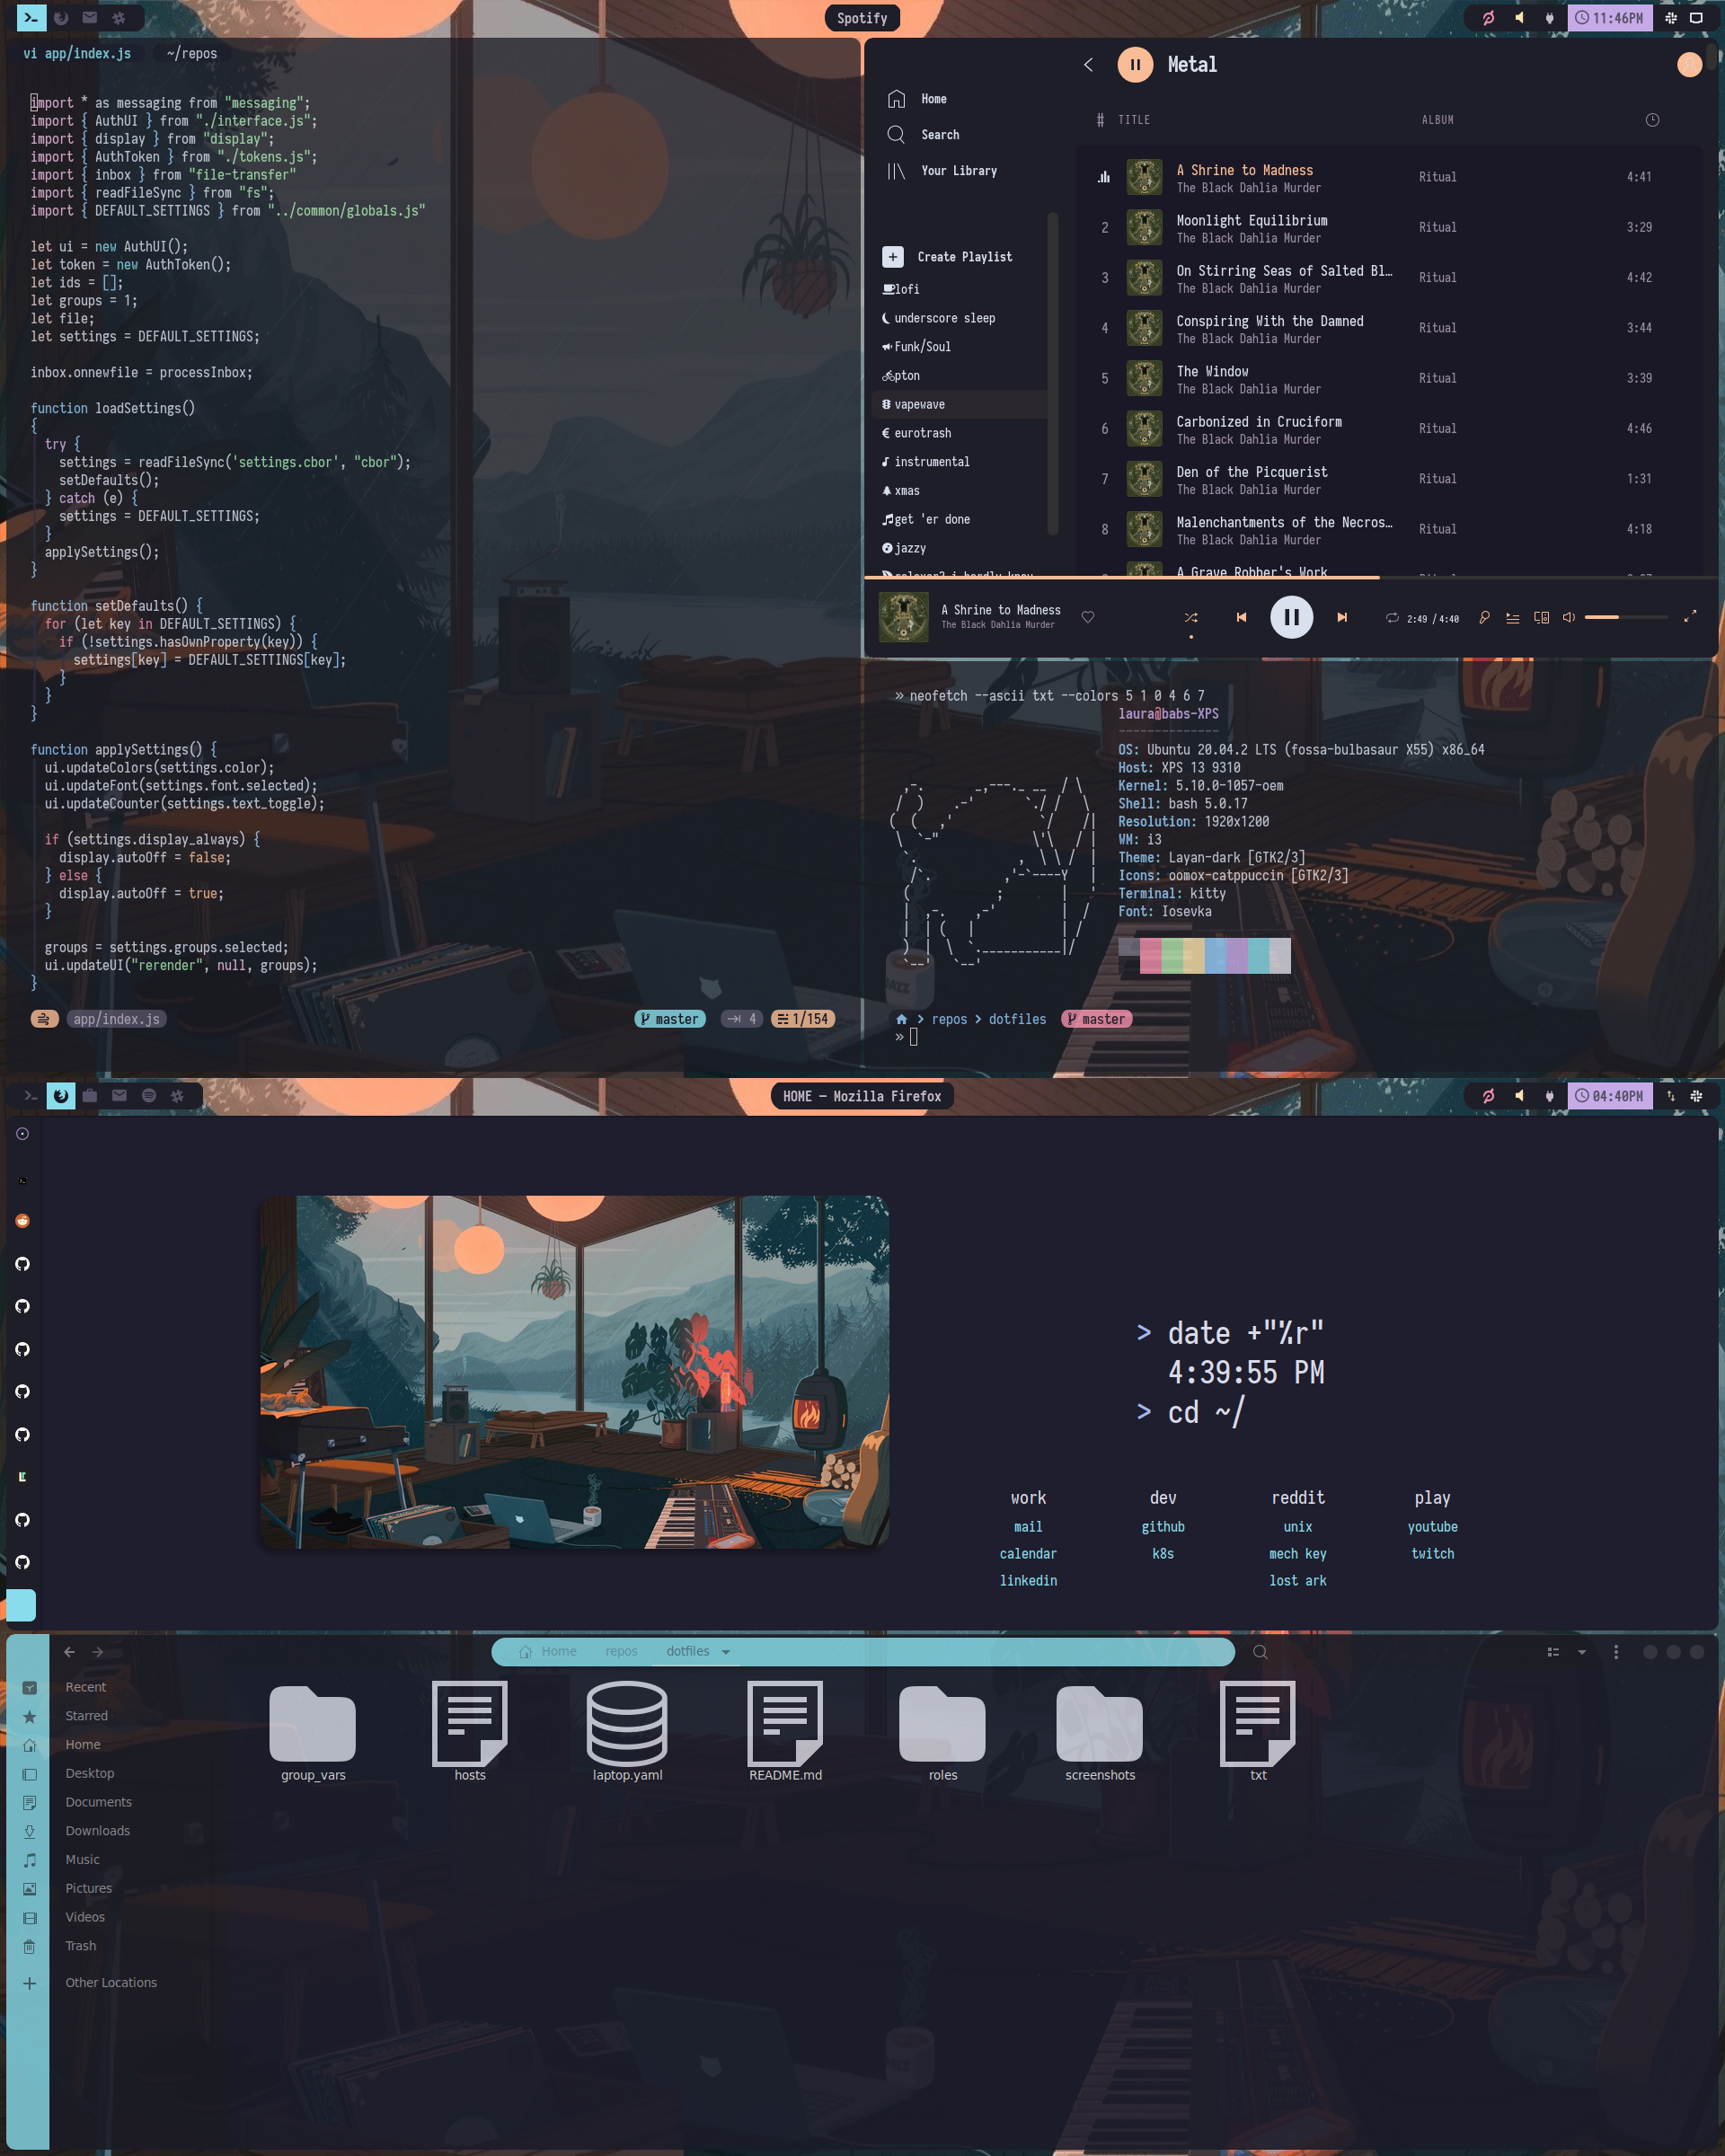 Spotify
11:46PM
vi app/index.js
~/repos
import * as messaging from "messaging";
import { AuthUI } from "./interface.js";
import { display } from "display";
import { AuthToken } from "./tokens.js";
import { inbox } from "file-transfer"
import { readFileSync } from "fs";
import { DEFAULT_SETTINGS } from "../common/globals.js"
let ui = new AuthUI();
let token = new AuthToken();
let ids = [];
let groups = 1;
let file;
let settings = DEFAULT_SETTINGS;
inbox.onnewfile = processInbox;
function loadSettings()
{
try {
settings = readFileSync('settings.cbor', "cbor");
setDefaults();
} catch (e) {
settings = DEFAULT_SETTINGS;
}
applySettings();
}
function setDefaults() {
for (let key in DEFAULT_SETTINGS) {
if (!settings.hasOwnProperty(key)) {
settings[key] = DEFAULT_SETTINGS[key];
}
}
}
function applySettings() {
ui.updateColors(settings.color);
ui.updateFont(settings.font.selected);
ui.updateCounter(settings.text_toggle);
if (settings.display_always) {
display.autoOff = false;
} else {
display.autoOff = true;
}
groups = settings.groups.selected;
ui.updateUI("rerender", null, groups);
}
app/index.js
master
4
1/154
Home
Search
Your Library
Create Playlist
lofi
underscore sleep
Funk/Soul
pton
vapewave
eurotrash
instrumental
xmas
get 'er done
jazzy
Metal
# TITLE ALBUM
A Shrine to Madness
The Black Dahlia Murder
Ritual
4:41
2
Moonlight Equilibrium
The Black Dahlia Murder
Ritual
3:29
3
On Stirring Seas of Salted Bl…
The Black Dahlia Murder
Ritual
4:42
4
Conspiring With the Damned
The Black Dahlia Murder
Ritual
3:44
5
The Window
The Black Dahlia Murder
Ritual
3:39
6
Carbonized in Cruciform
The Black Dahlia Murder
Ritual
4:46
7
Den of the Picquerist
The Black Dahlia Murder
Ritual
1:31
8
Malenchantments of the Necros…
The Black Dahlia Murder
Ritual
4:18
A Grave Robber's Work
A Shrine to Madness
The Black Dahlia Murder
2:49 / 4:40
» neofetch --ascii txt --colors 5 1 0 4 6 7
laura@babs-XPS
--------------
OS: Ubuntu 20.04.2 LTS (fossa-bulbasaur X55) x86_64
Host: XPS 13 9310
Kernel: 5.10.0-1057-oem
Shell: bash 5.0.17
Resolution: 1920x1200
WM: i3
Theme: Layan-dark [GTK2/3]
Icons: oomox-catppuccin [GTK2/3]
Terminal: kitty
Font: Iosevka
repos > dotfiles master
»
HOME — Mozilla Firefox
04:40PM
> date +"%r"
4:39:55 PM
> cd ~/
work
mail
calendar
linkedin
dev
github
k8s
reddit
unix
mech key
lost ark
play
youtube
twitch
JAZZ
Home repos dotfiles
Recent
Starred
Home
Desktop
Documents
Downloads
Music
Pictures
Videos
Trash
Other Locations
group_vars
hosts
laptop.yaml
README.md
roles
screenshots
txt